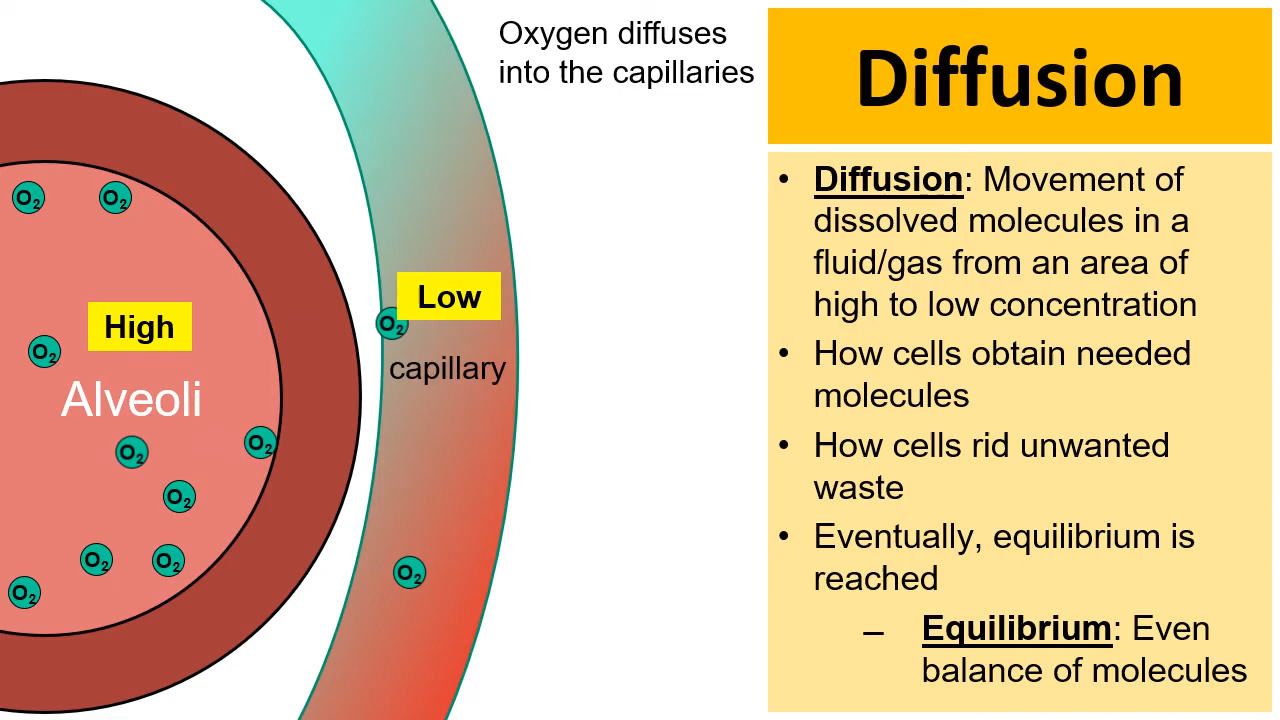 Oxygen diffuses
into the capillaries
O₂
O₂
High
O₂
Alveoli
O₂
O₂
O₂
O₂
O₂
O₂
Low
O₂
capillary
O₂
Diffusion
• Diffusion: Movement of
dissolved molecules in a
fluid/gas from an area of
high to low concentration
• How cells obtain needed
molecules
• How cells rid unwanted
waste
• Eventually, equilibrium is
reached
– Equilibrium: Even
balance of molecules